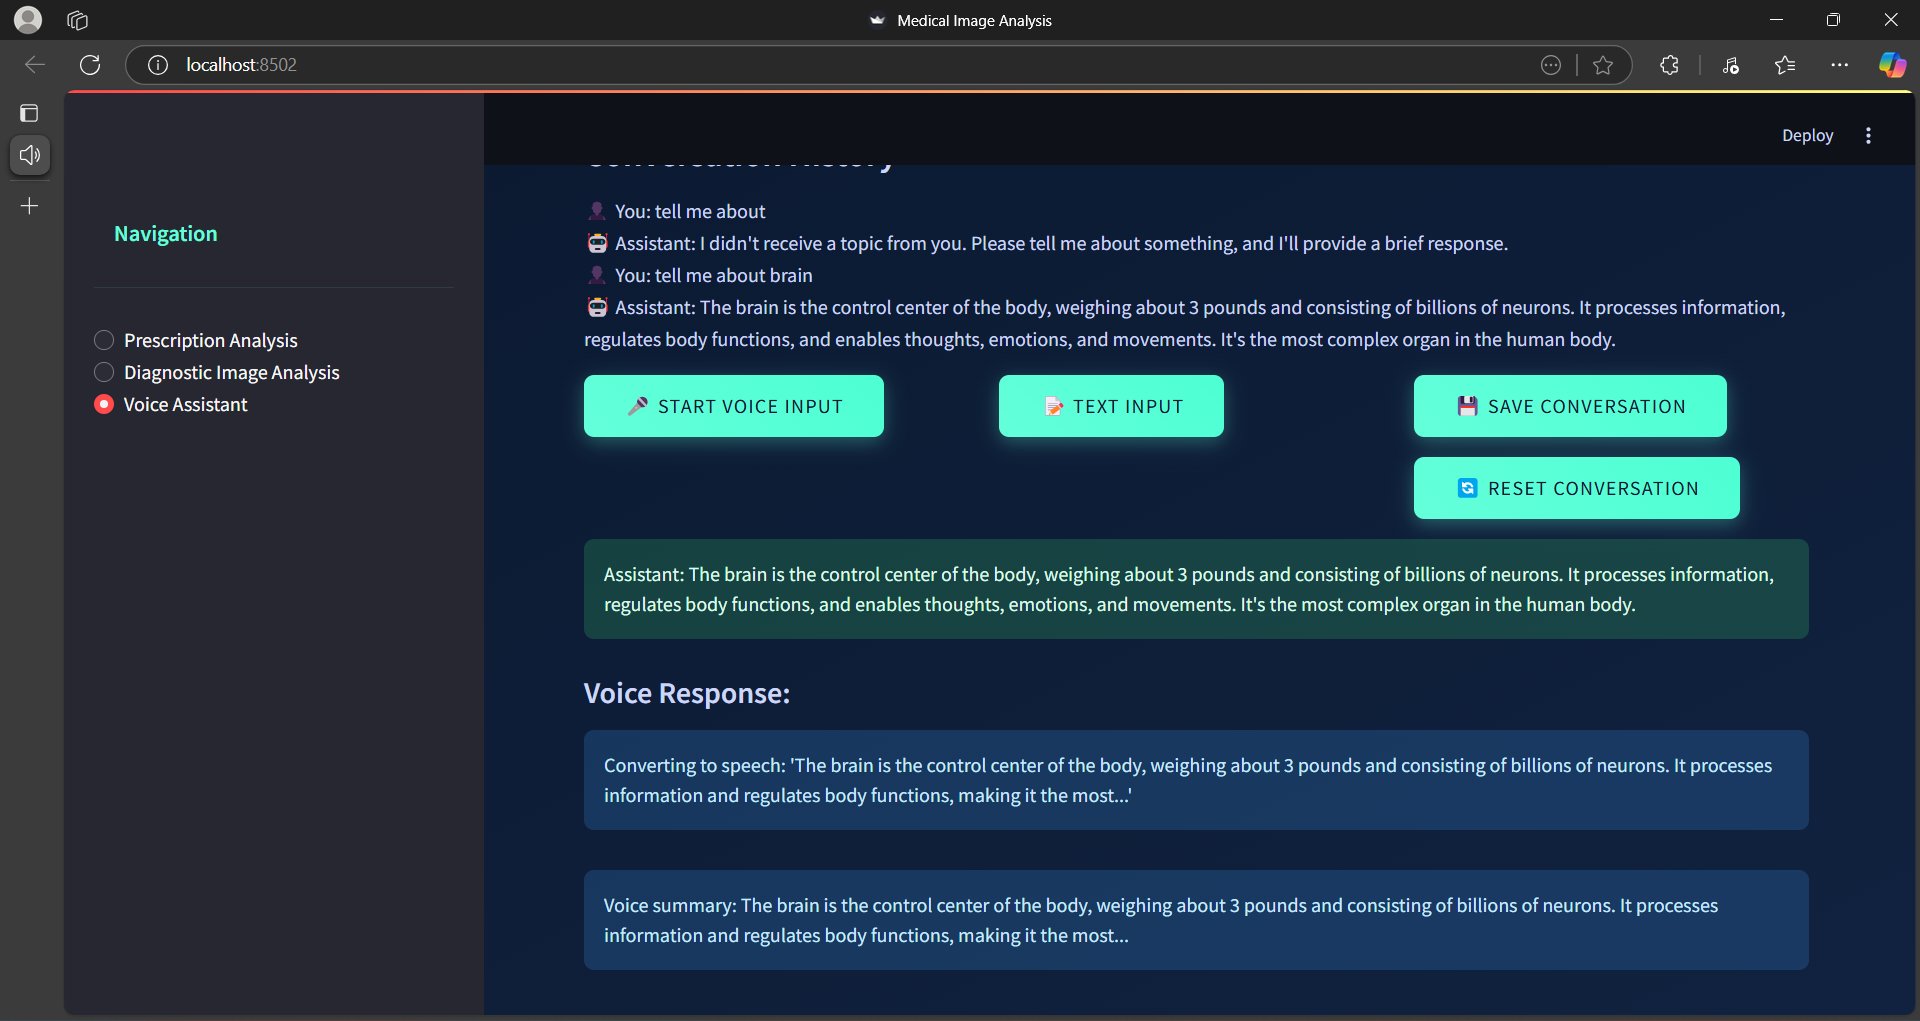 Medical Image Analysis
localhost:8502
Deploy
Navigation
Prescription Analysis
Diagnostic Image Analysis
Voice Assistant
Conversation History
You: tell me about
Assistant: I didn't receive a topic from you. Please tell me about something, and I'll provide a brief response.
You: tell me about brain
Assistant: The brain is the control center of the body, weighing about 3 pounds and consisting of billions of neurons. It processes information,
regulates body functions, and enables thoughts, emotions, and movements. It's the most complex organ in the human body.
START VOICE INPUT
TEXT INPUT
SAVE CONVERSATION
RESET CONVERSATION
Assistant: The brain is the control center of the body, weighing about 3 pounds and consisting of billions of neurons. It processes information,
regulates body functions, and enables thoughts, emotions, and movements. It's the most complex organ in the human body.
Voice Response:
Converting to speech: 'The brain is the control center of the body, weighing about 3 pounds and consisting of billions of neurons. It processes
information and regulates body functions, making it the most...'
Voice summary: The brain is the control center of the body, weighing about 3 pounds and consisting of billions of neurons. It processes
information and regulates body functions, making it the most...